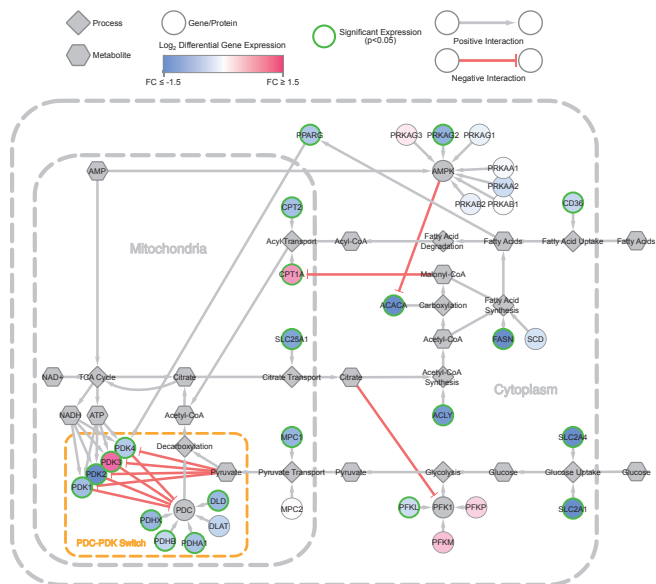 Process
Gene/Protein
Significant Expression
(p<0.05)
Positive Interaction
Metabolite
Log2 Differential Gene Expression
FC ≤ -1.5
FC ≥ 1.5
Negative Interaction
PPARG
PRKAG3
PRKAG2
PRKAG1
AMP
AMPK
PRKAA1
PRKAA2
PRKAB2
PRKAB1
CPT2
CD36
Mitochondria
Acyl Transport
Acyl-CoA
Fatty Acid
Degradation
Fatty Acids
Fatty Acid Uptake
Fatty Acids
CPT1A
Malonyl-CoA
ACACA
Carboxylation
Fatty Acid
Synthesis
SLC25A1
Acetyl-CoA
FASN
SCD
NAD+
TCA Cycle
Citrate
Citrate Transport
Citrate
Acetyl-CoA
Synthesis
Cytoplasm
NADH
ATP
Acetyl-CoA
ACLY
PDK4
Decarboxylation
MPC1
SLC2A4
PDK3
PDK2
PDK1
Pyruvate
Pyruvate Transport
Pyruvate
Glycolysis
Glucose
Glucose Uptake
Glucose
DLD
PDC
PDHX
DLAT
MPC2
PFKL
PFK1
PFKP
SLC2A1
PDC-PDK Switch
PDHB
PDHA1
PFKM